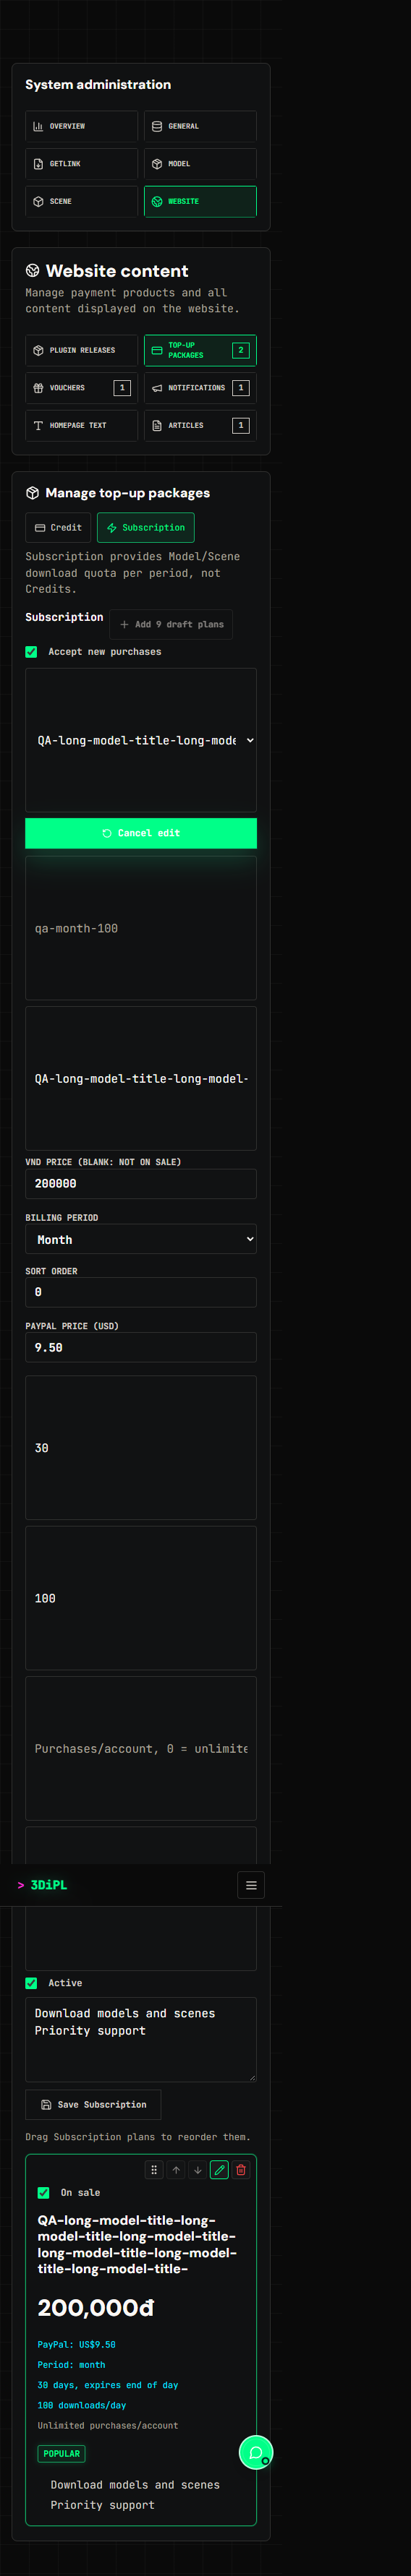 System administration
OVERVIEW
GENERAL
GETLINK
MODEL
SCENE
WEBSITE
Website content
Manage payment products and all
content displayed on the website.
PLUGIN RELEASES
TOP-UP
PACKAGES
2
VOUCHERS
1
NOTIFICATIONS
1
HOMEPAGE TEXT
ARTICLES
1
Manage top-up packages
Credit
Subscription
Subscription provides Model/Scene
download quota per period, not
Credits.
Subscription
Add 9 draft plans
Accept new purchases
QA-long-model-title-long-mode
Cancel edit
qa-month-100
QA-long-model-title-long-model-
VND PRICE (BLANK: NOT ON SALE)
200000
BILLING PERIOD
Month
SORT ORDER
0
PAYPAL PRICE (USD)
9.50
30
100
Purchases/account, 0 = unlimite
> 3DiPL
Active
Download models and scenes
Priority support
Save Subscription
Drag Subscription plans to reorder them.
On sale
QA-long-model-title-long-
model-title-long-model-title-
long-model-title-long-model-
title-long-model-title-
200,000đ
PayPal: US$9.50
Period: month
30 days, expires end of day
100 downloads/day
Unlimited purchases/account
POPULAR
Download models and scenes
Priority support